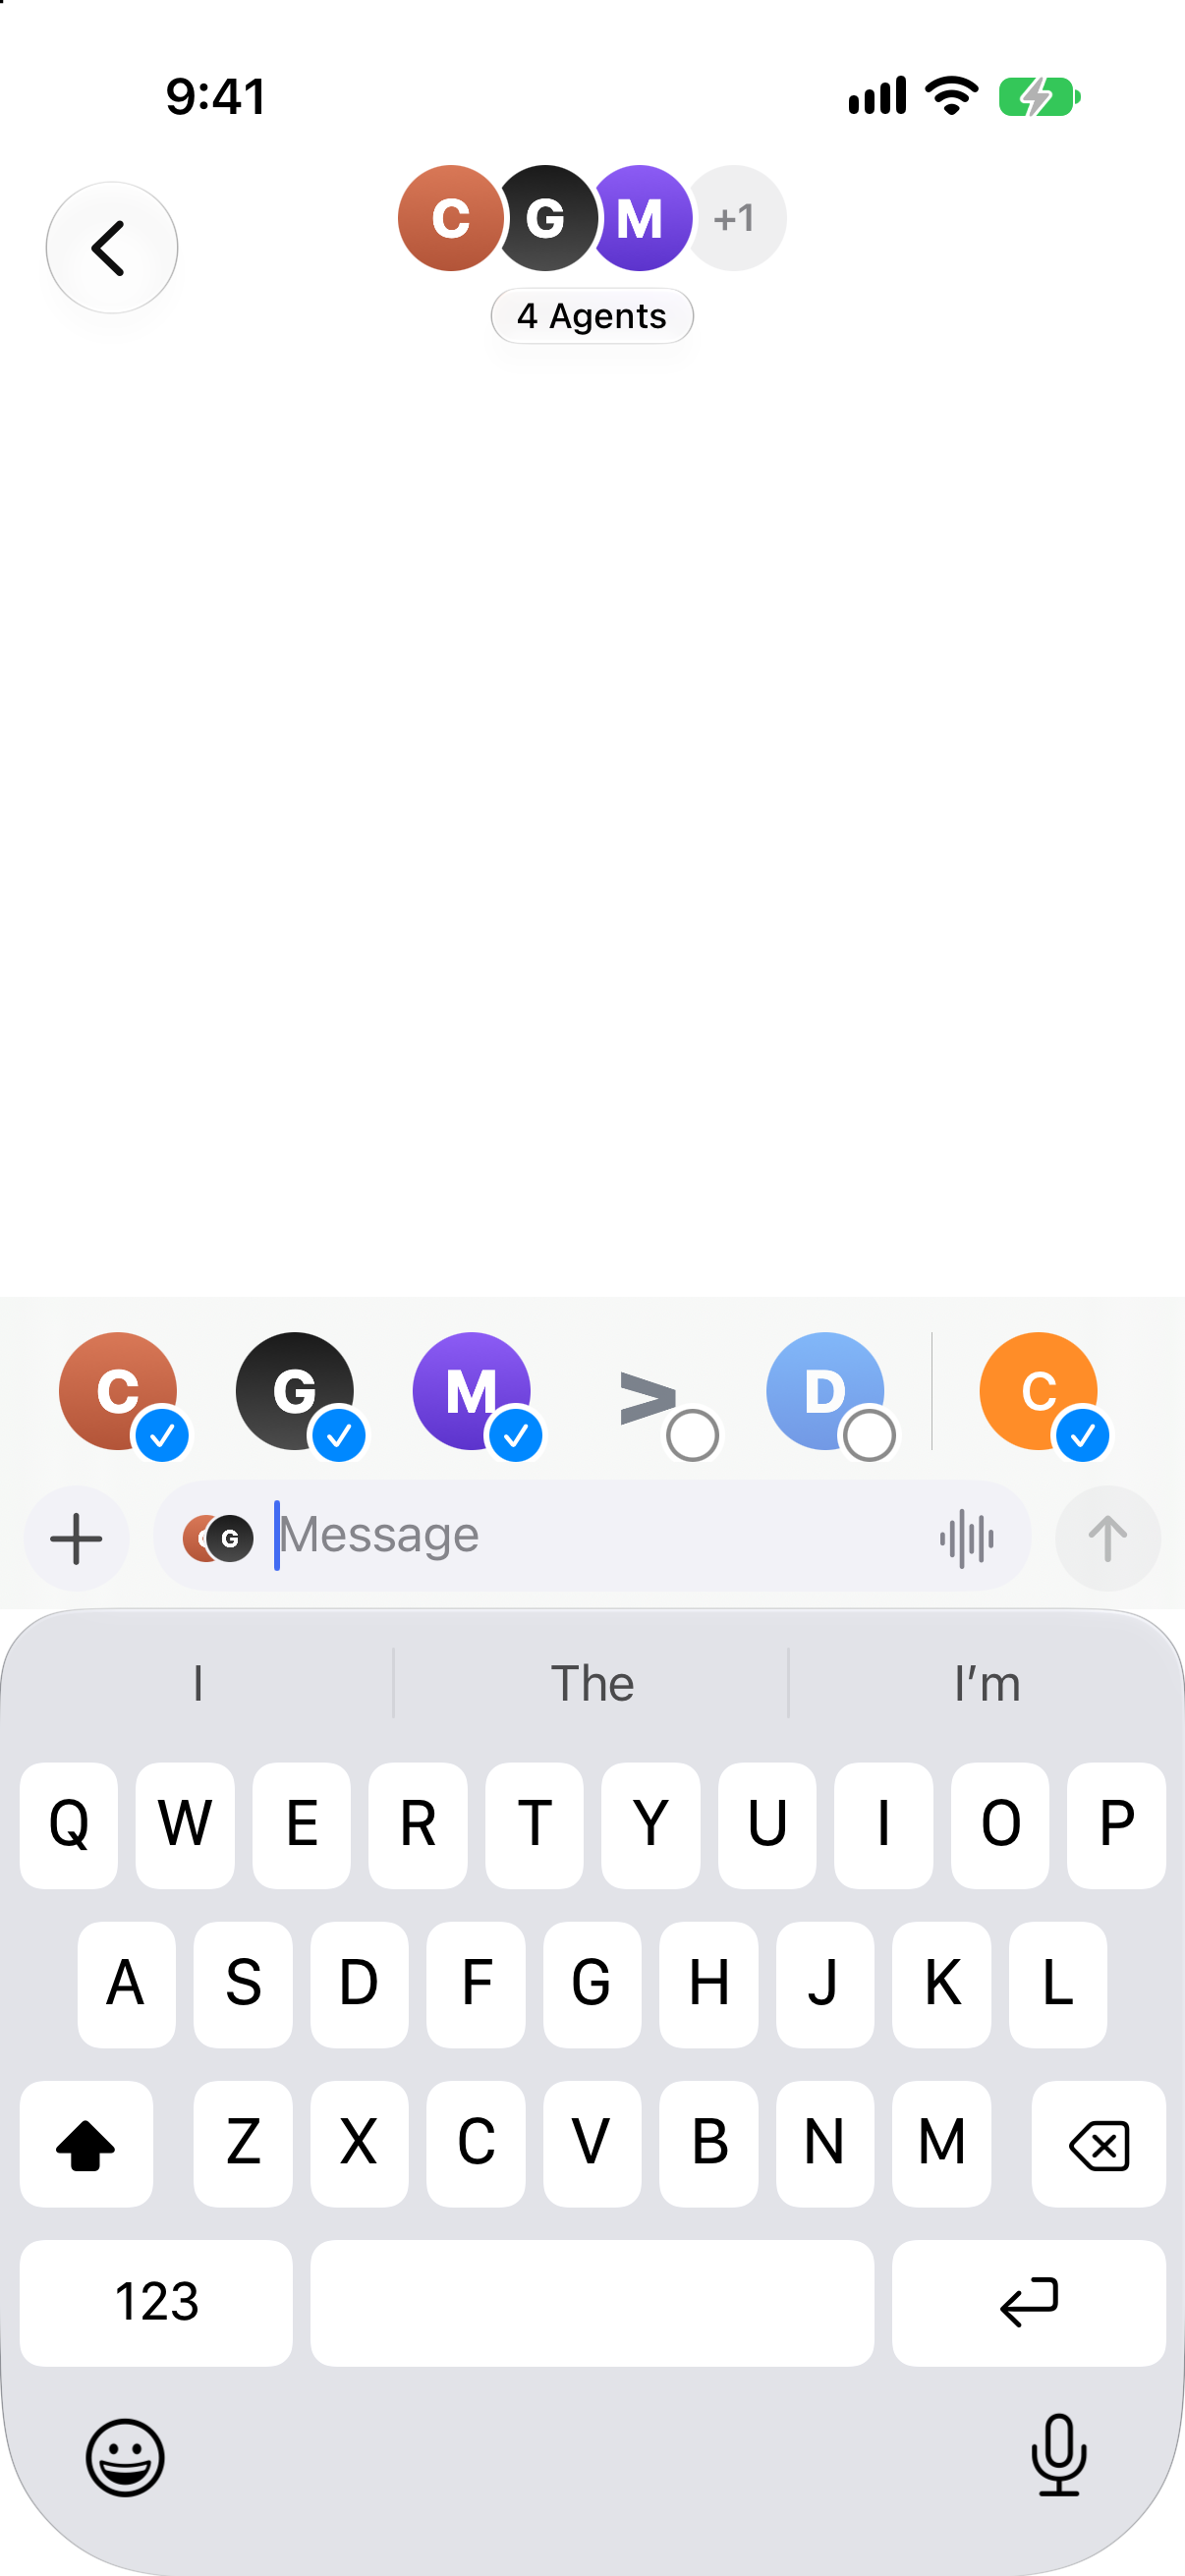 9:41
C G M +1
4 Agents
C G M > D C
G Message
I The I’m
Q W E R T Y U I O P
A S D F G H J K L
Z X C V B N M
123